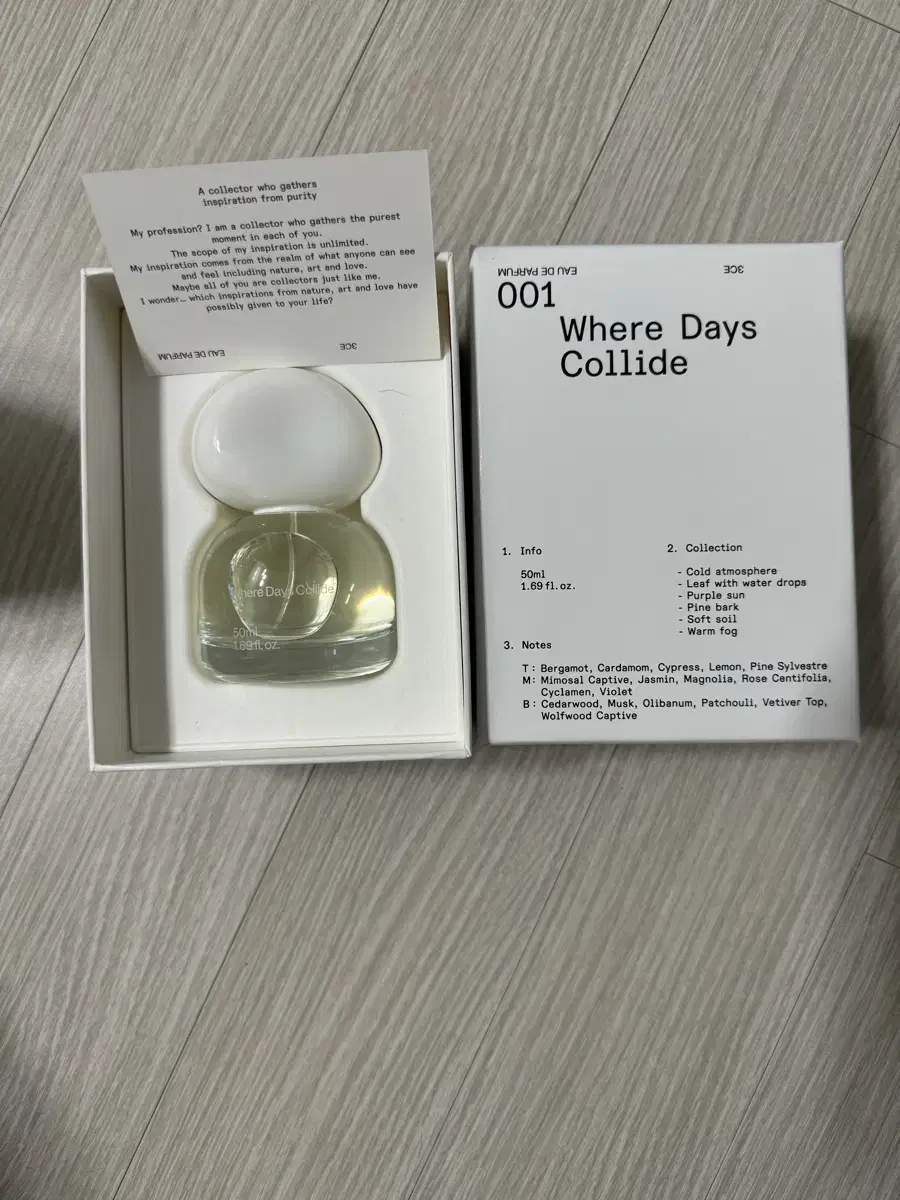 A collector who gathers
inspiration from purity
My profession? I am a collector who gathers the purest
moment in each of you.
The scope of my inspiration is unlimited.
My inspiration comes from the realm of what anyone can see
and feel including nature, art and love.
Maybe all of you are collectors just like me.
I wonder… which inspirations from nature, art and love have
possibly given to your life?
EAU DE PARFUM 3CE
Where Days Collide
50ml
1.69 fl. oz.
EAU DE PARFUM 3CE
001
Where Days
Collide
1. Info
50ml
1.69 fl. oz.
2. Collection
- Cold atmosphere
- Leaf with water drops
- Purple sun
- Pine bark
- Soft soil
- Warm fog
3. Notes
T : Bergamot, Cardamom, Cypress, Lemon, Pine Sylvestre
M : Mimosal Captive, Jasmin, Magnolia, Rose Centifolia,
Cyclamen, Violet
B : Cedarwood, Musk, Olibanum, Patchouli, Vetiver Top,
Wolfwood Captive